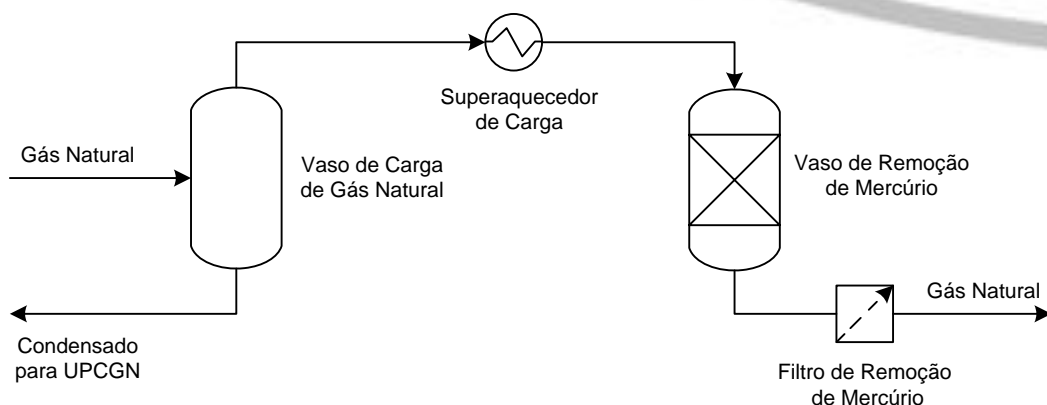 Gás Natural
Vaso de Carga
de Gás Natural
Superaquecedor
de Carga
Vaso de Remoção
de Mercúrio
Condensado
para UPCGN
Gás Natural
Filtro de Remoção
de Mercúrio